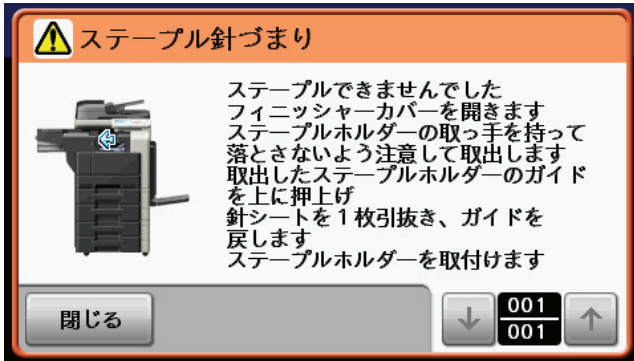 ステープル針づまり
ステープルできませんでした
フィニッシャーカバーを開きます
ステープルホルダーの取っ手を持って
落とさないよう注意して取出します
取出したステープルホルダーのガイド
を上に押上げ
針シートを1枚引抜き、ガイドを
戻します
ステープルホルダーを取付けます
閉じる
001
001